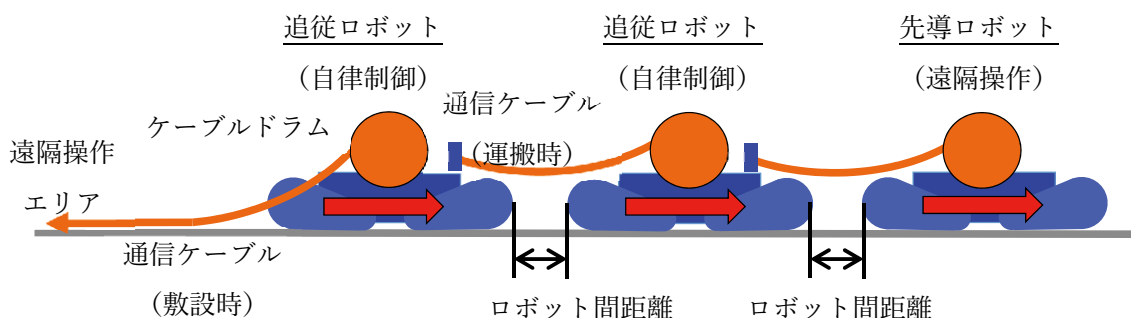 追従ロボット
(自律制御)
追従ロボット
(自律制御)
先導ロボット
(遠隔操作)
ケーブルドラム
通信ケーブル
(運搬時)
遠隔操作
エリア
通信ケーブル
(敷設時)
ロボット間距離
ロボット間距離